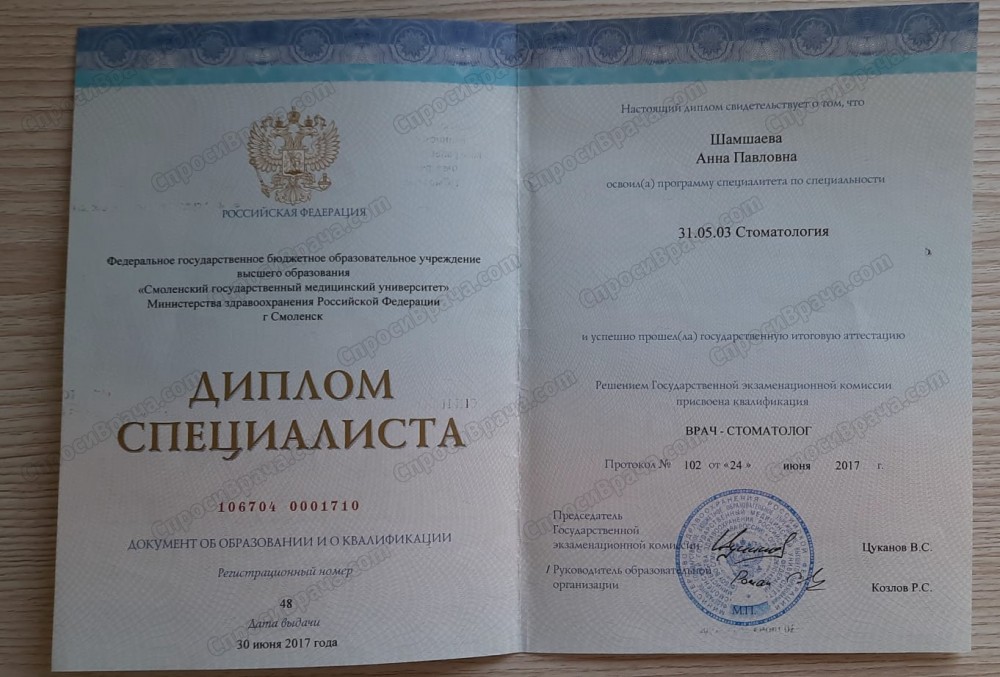 РОССИЙСКАЯ ФЕДЕРАЦИЯ
Федеральное государственное бюджетное образовательное учреждение
высшего образования
«Смоленский государственный медицинский университет»
Министерства здравоохранения Российской Федерации
г Смоленск
ДИПЛОМ
СПЕЦИАЛИСТА
106704 0001710
ДОКУМЕНТ ОБ ОБРАЗОВАНИИ И О КВАЛИФИКАЦИИ
Регистрационный номер
48
Дата выдачи
30 июня 2017 года
Настоящий диплом свидетельствует о том, что
Шамшаева
Анна Павловна
освоил(а) программу специалитета по специальности
31.05.03 Стоматология
и успешно прошел(ла) государственную итоговую аттестацию
Решением Государственной экзаменационной комиссии
присвоена квалификация
ВРАЧ - СТОМАТОЛОГ
Протокол № 102 от «24 » июня 2017 г.
Председатель
Государственной
экзаменационной комиссии
Цуканов В.С.
/ Руководитель образовательной
организации
Козлов Р.С.
М.П.
СпросиВрача.com